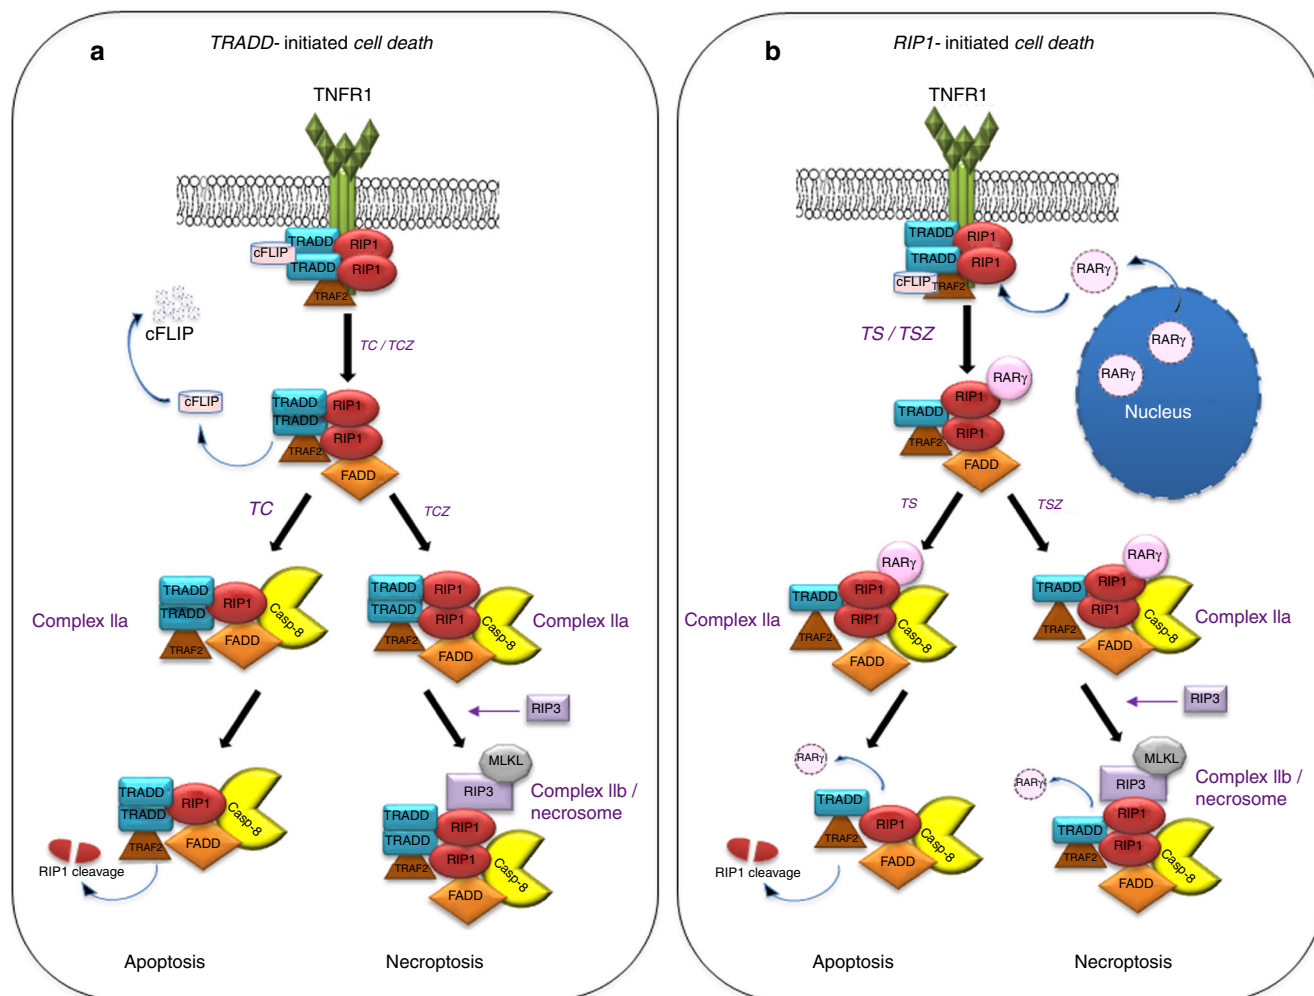 a
TRADD- initiated cell death
TNFR1
TRADD
RIP1
cFLIP
TRADD
RIP1
TRAF2
cFLIP
TC / TCZ
cFLIP
TRADD
RIP1
TRADD
RIP1
TRAF2
FADD
TC
TCZ
Complex IIa
TRADD
TRADD
RIP1
Casp-8
TRAF2
FADD
TRADD
RIP1
TRADD
RIP1
Casp-8
TRAF2
FADD
Complex IIa
RIP3
TRADD
TRADD
RIP1
Casp-8
TRAF2
FADD
RIP1 cleavage
MLKL
RIP3
Complex IIb /
necrosome
TRADD
RIP1
TRADD
RIP1
Casp-8
TRAF2
FADD
Apoptosis
Necroptosis
b
RIP1- initiated cell death
TNFR1
TRADD
RIP1
TRADD
RIP1
cFLIP
TRAF2
RARγ
RARγ
RARγ
Nucleus
TS / TSZ
RARγ
RIP1
TRADD
RIP1
TRAF2
FADD
TS
TSZ
Complex IIa
RARγ
RIP1
TRADD
RIP1
Casp-8
TRAF2
FADD
RARγ
TRADD
RIP1
RIP1
Casp-8
TRAF2
FADD
Complex IIa
RIP3
RARγ
TRADD
RIP1
Casp-8
TRAF2
FADD
RIP1 cleavage
MLKL
RIP3
RARγ
Complex IIb /
necrosome
RIP1
TRADD
RIP1
Casp-8
TRAF2
FADD
Apoptosis
Necroptosis